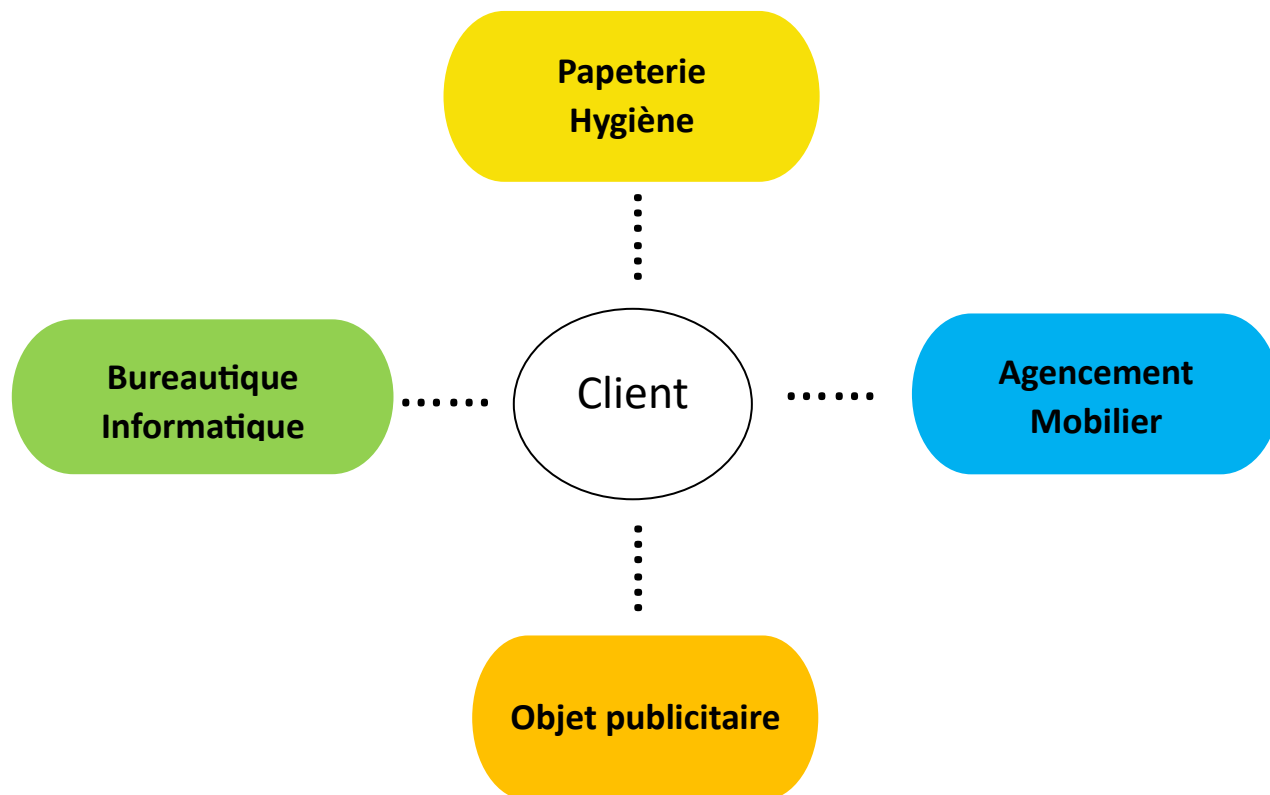 Papeterie
Hygiène
Bureautique
Informatique
Client
Agencement
Mobilier
Objet publicitaire